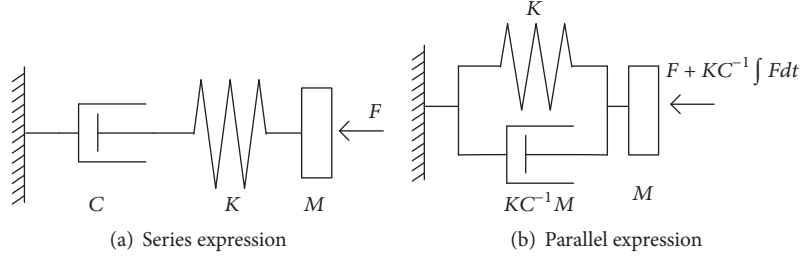 F
C
K
M
(a) Series expression
K
F + KC⁻¹ ∫ Fdt
KC⁻¹M
M
(b) Parallel expression